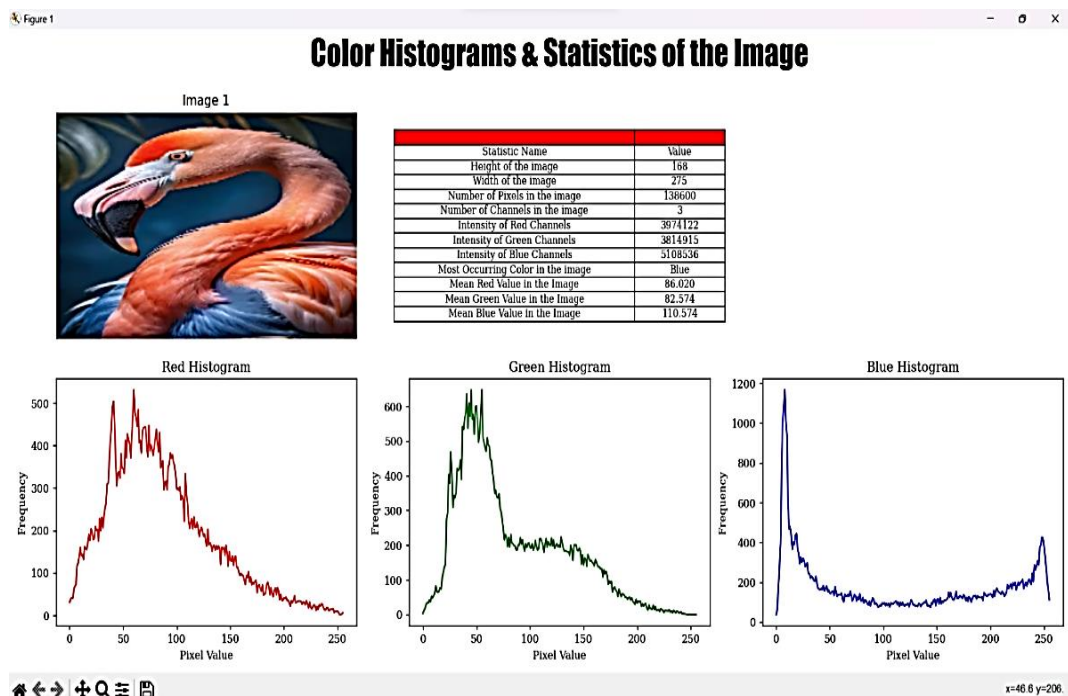 Figure 1
Color Histograms & Statistics of the Image
Image 1
Statistic Name Value
Height of the image 168
Width of the image 275
Number of Pixels in the image 138600
Number of Channels in the image 3
Intensity of Red Channels 3974122
Intensity of Green Channels 3814915
Intensity of Blue Channels 5108536
Most Occurring Color in the image Blue
Mean Red Value in the Image 86.020
Mean Green Value in the Image 82.574
Mean Blue Value in the Image 110.574
Red Histogram
500
400
300
200
100
0
Frequency
0 50 100 150 200 250
Pixel Value
Green Histogram
600
500
400
300
200
100
0
Frequency
0 50 100 150 200 250
Pixel Value
Blue Histogram
1200
1000
800
600
400
200
0
Frequency
0 50 100 150 200 250
Pixel Value
x=46.6 y=206.